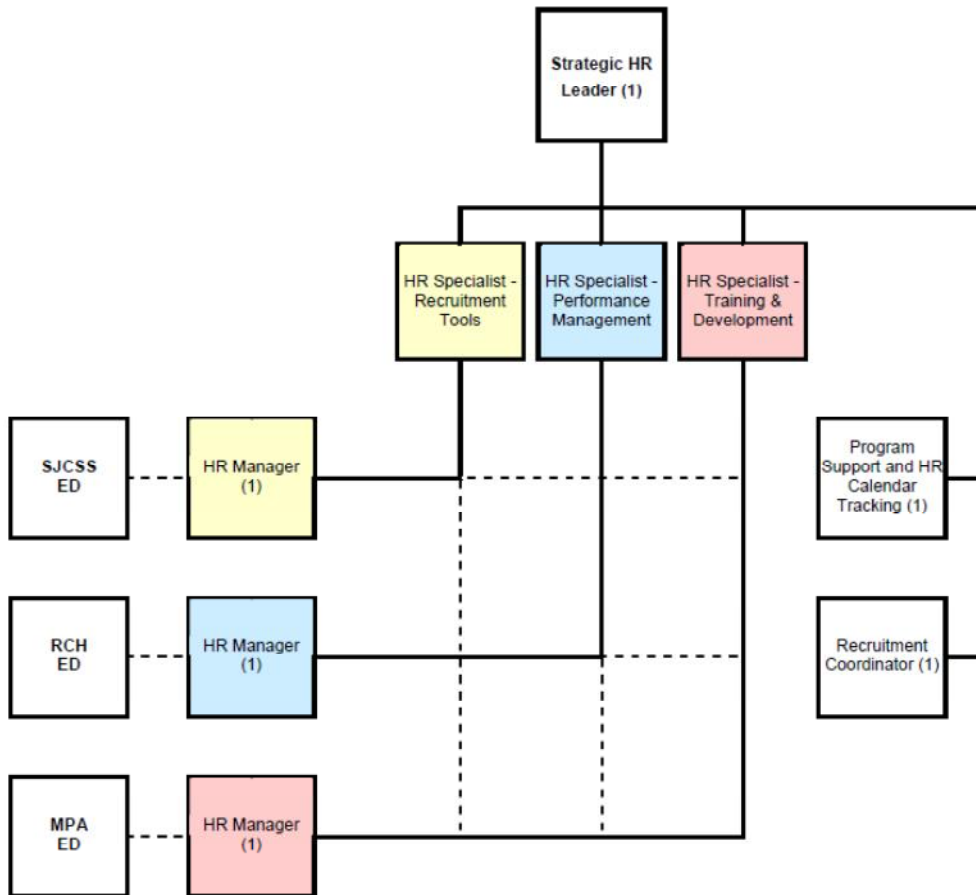 Strategic HR
Leader (1)
HR Specialist -
Recruitment
Tools
HR Specialist -
Performance
Management
HR Specialist -
Training &
Development
SJCSS
ED
HR Manager
(1)
Program
Support and HR
Calendar
Tracking (1)
RCH
ED
HR Manager
(1)
Recruitment
Coordinator (1)
MPA
ED
HR Manager
(1)